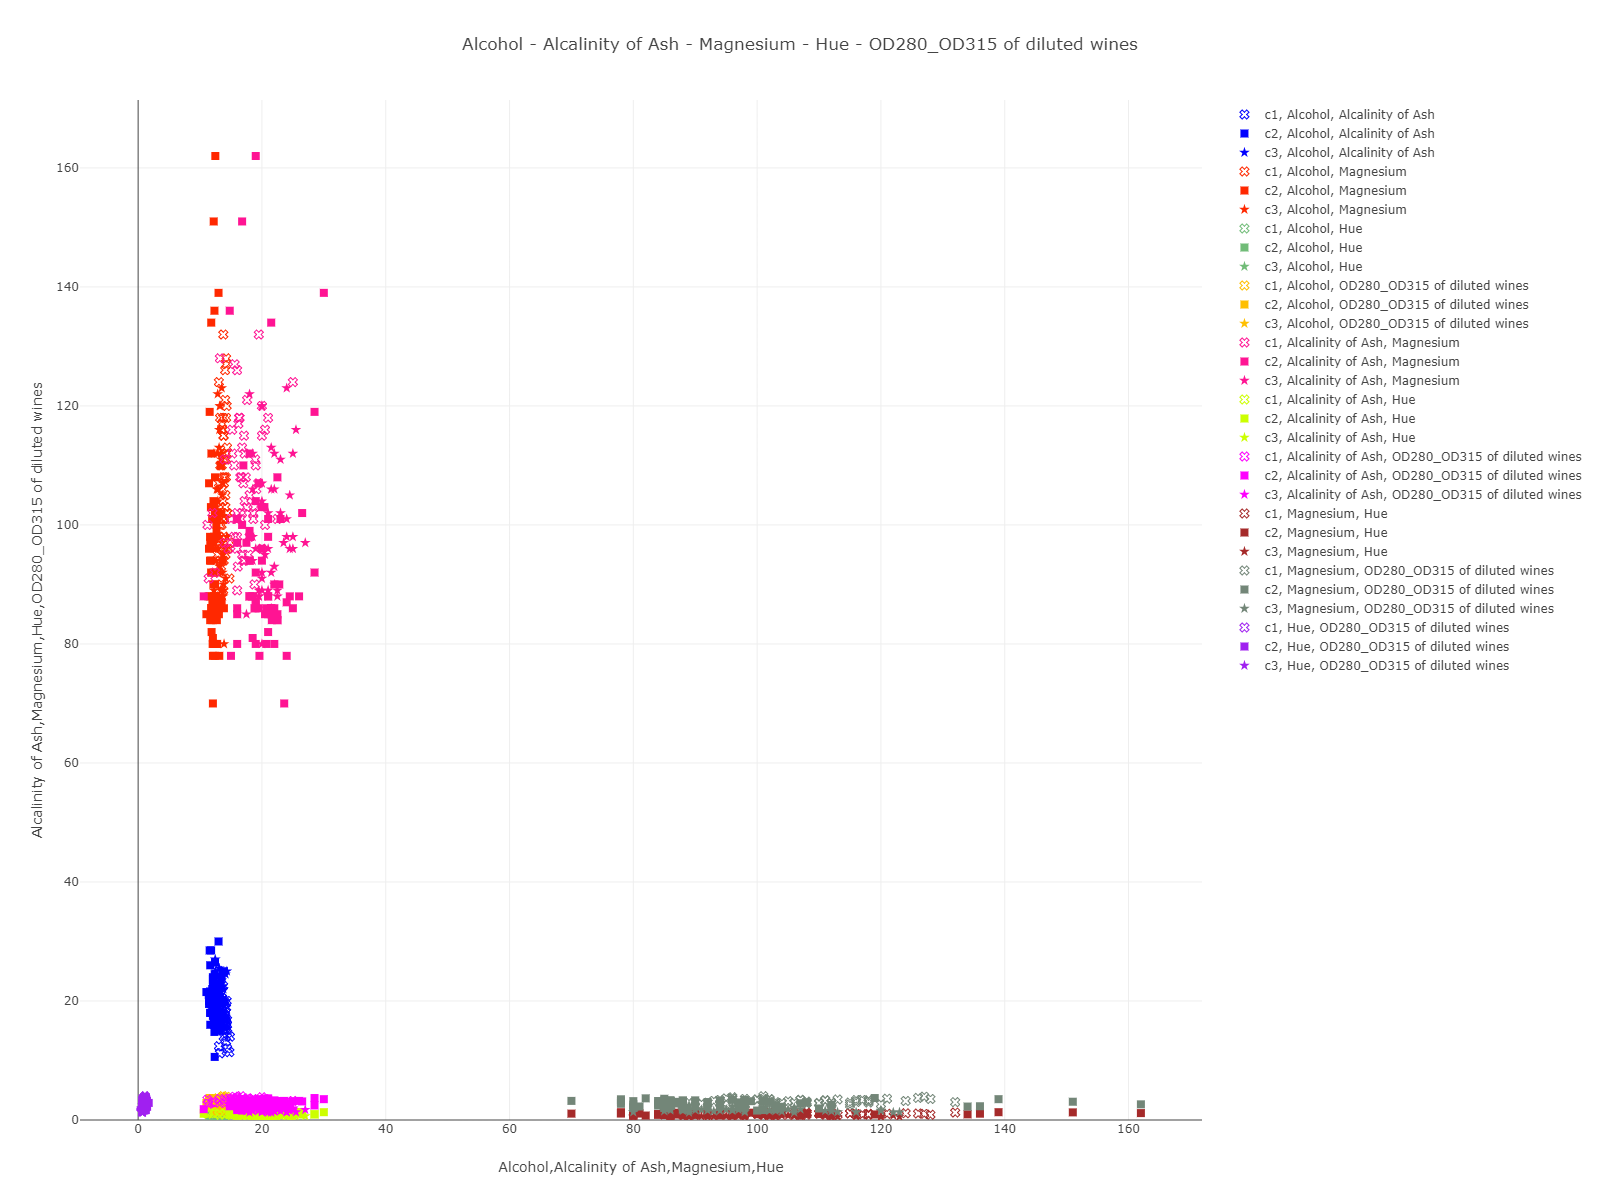 Alcohol - Alcalinity of Ash - Magnesium - Hue - OD280_OD315 of diluted wines
Alcalinity of Ash,Magnesium,Hue,OD280_OD315 of diluted wines
160
140
120
100
80
60
40
20
0
0 20 40 60 80 100 120 140 160
Alcohol,Alcalinity of Ash,Magnesium,Hue
c1, Alcohol, Alcalinity of Ash
c2, Alcohol, Alcalinity of Ash
c3, Alcohol, Alcalinity of Ash
c1, Alcohol, Magnesium
c2, Alcohol, Magnesium
c3, Alcohol, Magnesium
c1, Alcohol, Hue
c2, Alcohol, Hue
c3, Alcohol, Hue
c1, Alcohol, OD280_OD315 of diluted wines
c2, Alcohol, OD280_OD315 of diluted wines
c3, Alcohol, OD280_OD315 of diluted wines
c1, Alcalinity of Ash, Magnesium
c2, Alcalinity of Ash, Magnesium
c3, Alcalinity of Ash, Magnesium
c1, Alcalinity of Ash, Hue
c2, Alcalinity of Ash, Hue
c3, Alcalinity of Ash, Hue
c1, Alcalinity of Ash, OD280_OD315 of diluted wines
c2, Alcalinity of Ash, OD280_OD315 of diluted wines
c3, Alcalinity of Ash, OD280_OD315 of diluted wines
c1, Magnesium, Hue
c2, Magnesium, Hue
c3, Magnesium, Hue
c1, Magnesium, OD280_OD315 of diluted wines
c2, Magnesium, OD280_OD315 of diluted wines
c3, Magnesium, OD280_OD315 of diluted wines
c1, Hue, OD280_OD315 of diluted wines
c2, Hue, OD280_OD315 of diluted wines
c3, Hue, OD280_OD315 of diluted wines